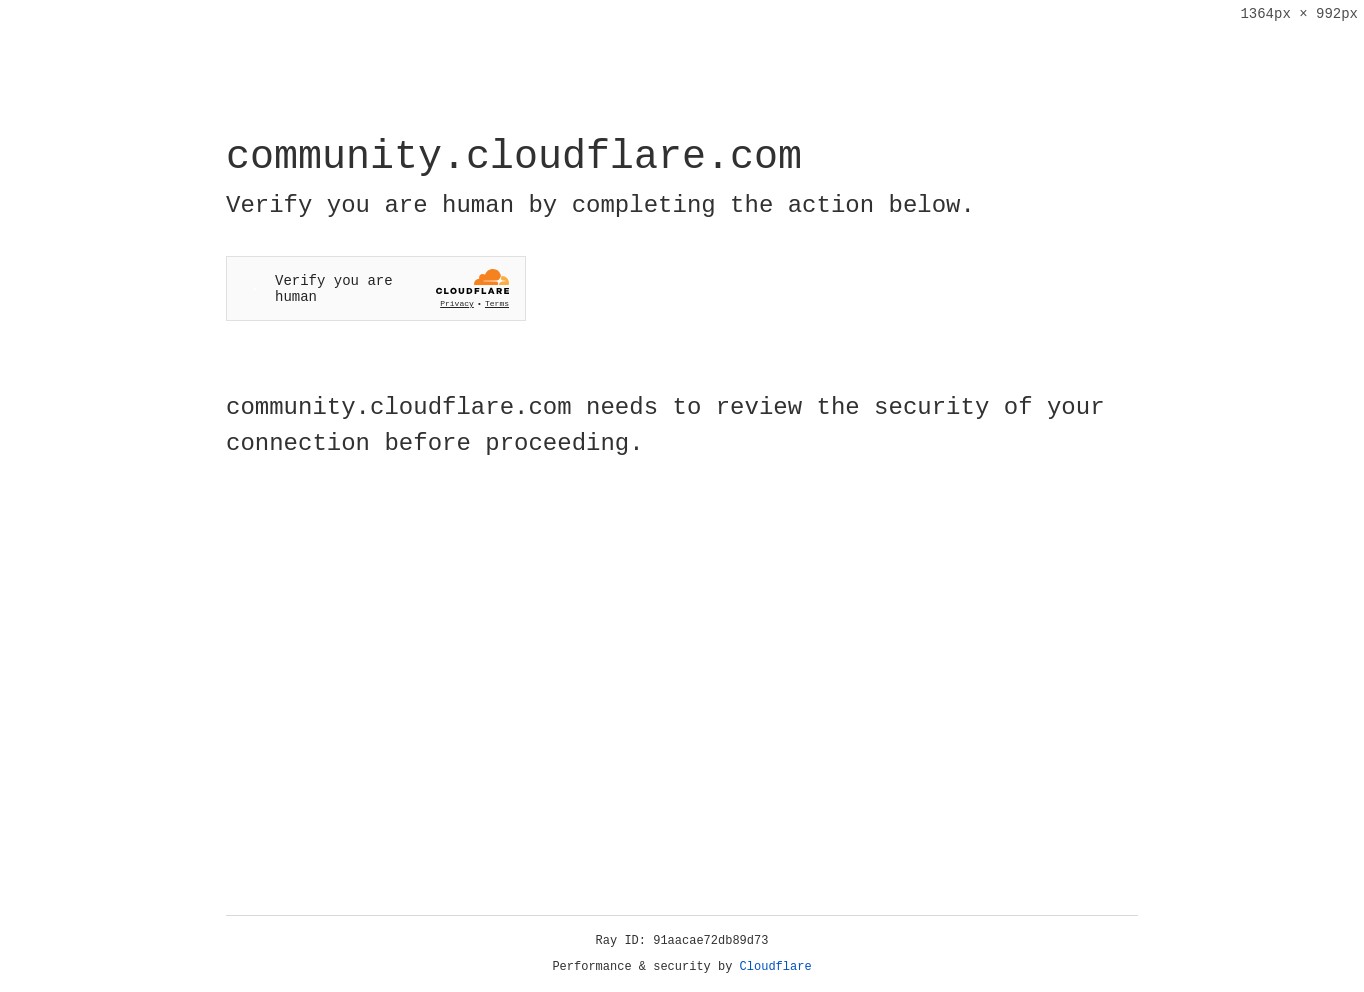 1364px × 992px
community.cloudflare.com
Verify you are human by completing the action below.
Verify you are
human
CLOUDFLARE
Privacy • Terms
community.cloudflare.com needs to review the security of your
connection before proceeding.
Ray ID: 91aacae72db89d73
Performance & security by Cloudflare